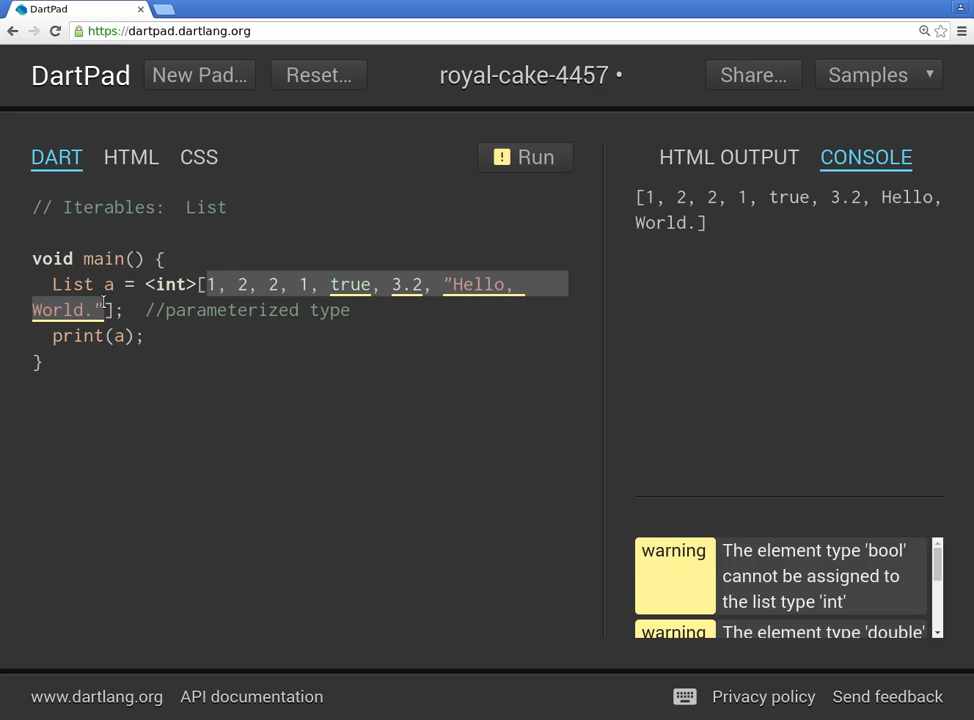 DartPad
https://dartpad.dartlang.org
DartPad
New Pad...
Reset...
royal-cake-4457 •
Share...
Samples
DART
HTML
CSS
! Run
HTML OUTPUT
CONSOLE
// Iterables:  List
void main() {
  List a = <int>[1, 2, 2, 1, true, 3.2, "Hello,
World."];  //parameterized type
  print(a);
}
[1, 2, 2, 1, true, 3.2, Hello,
World.]
warning
The element type 'bool'
cannot be assigned to
the list type 'int'
warning
The element type 'double'
www.dartlang.org
API documentation
Privacy policy
Send feedback